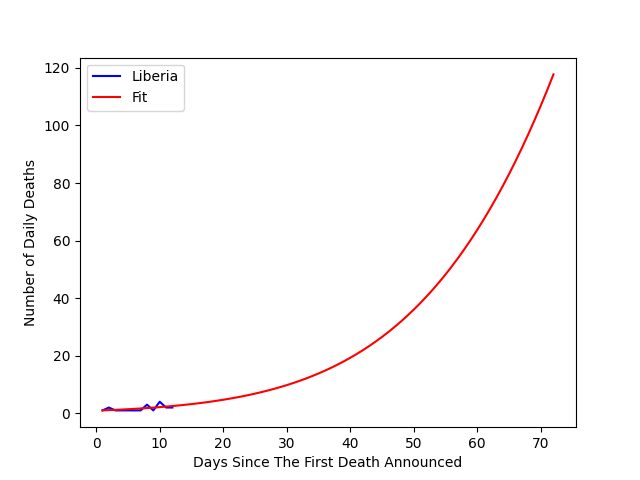 Liberia
Fit
120
100
80
60
40
20
0
Number of Daily Deaths
0 10 20 30 40 50 60 70
Days Since The First Death Announced